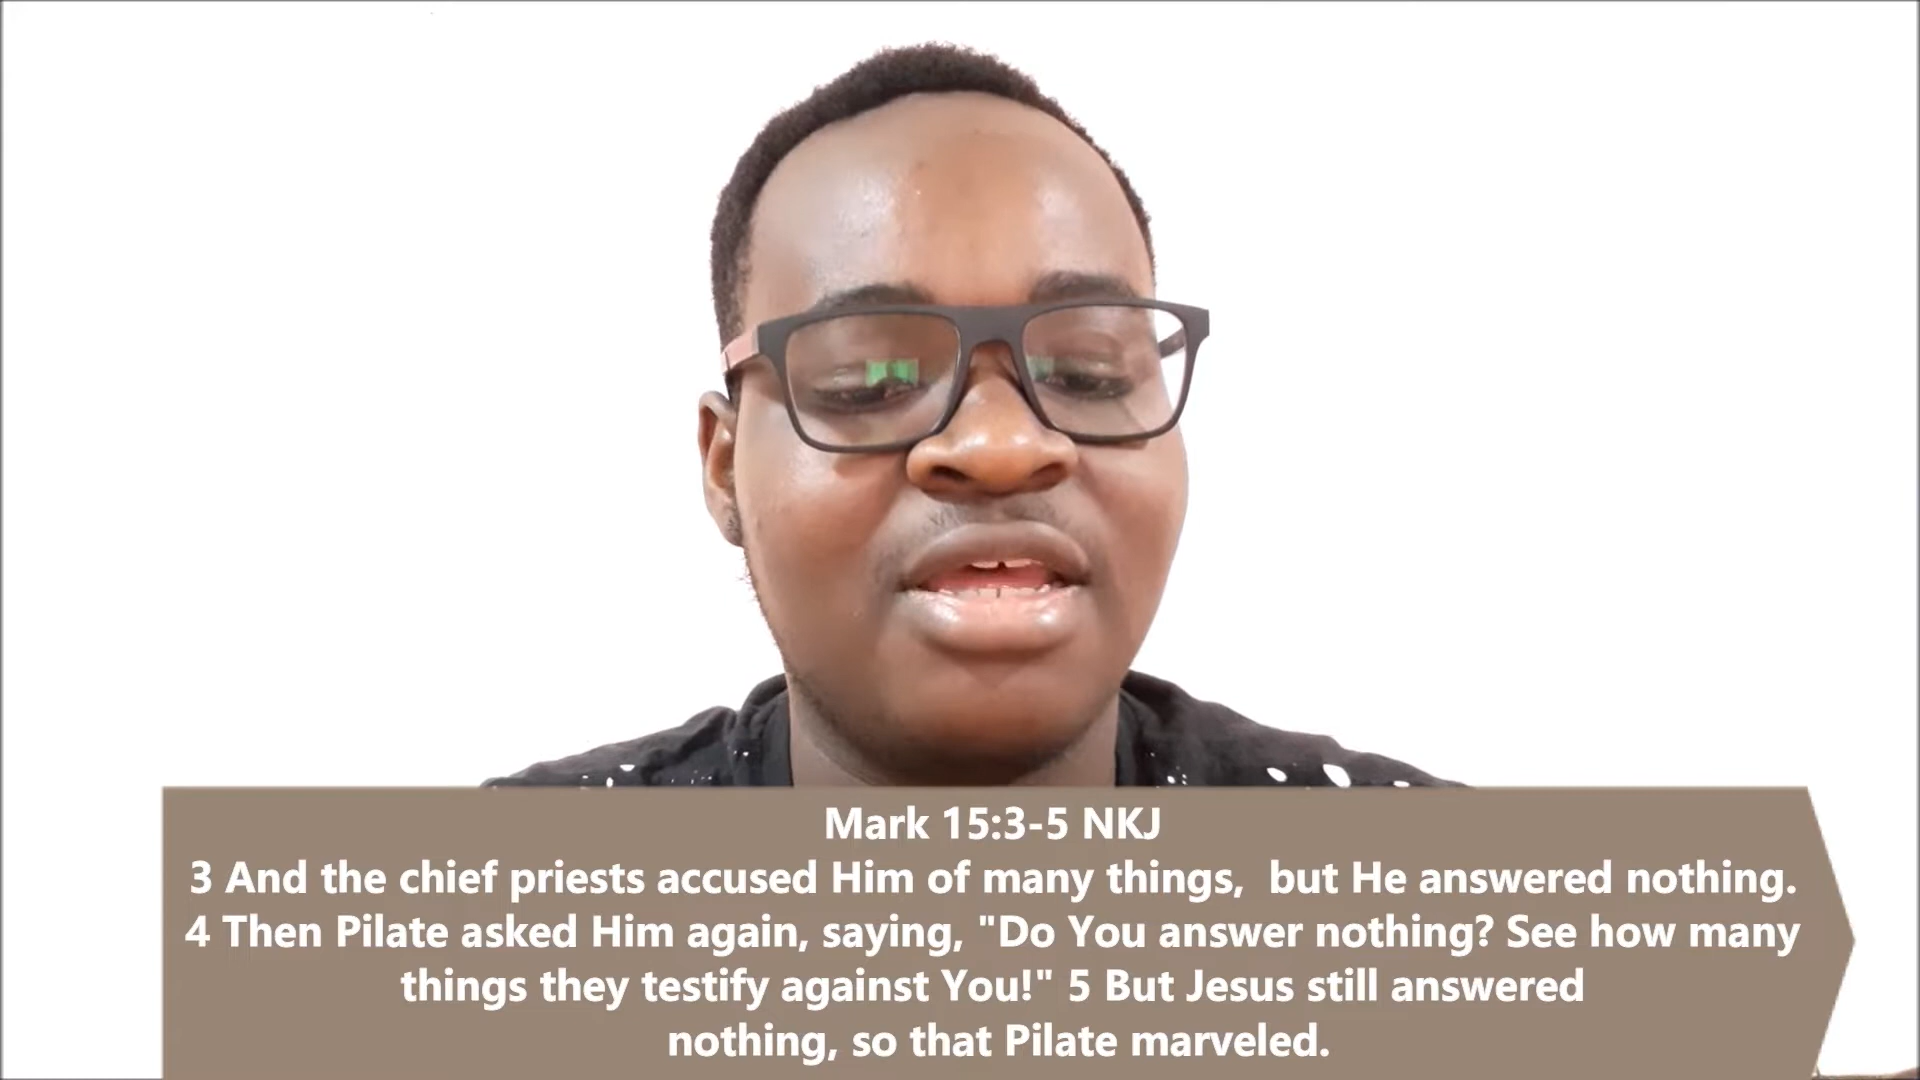 Mark 15:3-5 NKJ
3 And the chief priests accused Him of many things,  but He answered nothing.
4 Then Pilate asked Him again, saying, "Do You answer nothing? See how many
things they testify against You!" 5 But Jesus still answered
nothing, so that Pilate marveled.